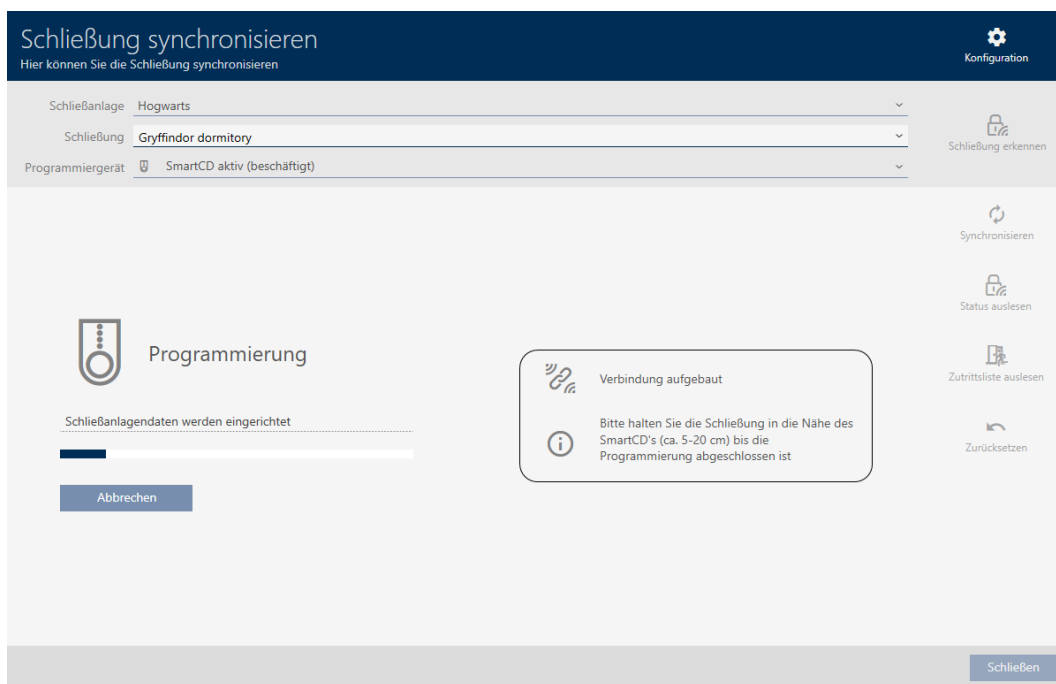 Schließung synchronisieren
Hier können Sie die Schließung synchronisieren
Konfiguration
Schließanlage Hogwarts
Schließung Gryffindor dormitory
Programmiergerät SmartCD aktiv (beschäftigt)
Schließung erkennen
Synchronisieren
Status auslesen
Zutrittsliste auslesen
Zurücksetzen
Programmierung
Schließanlagendaten werden eingerichtet
Abbrechen
Verbindung aufgebaut
Bitte halten Sie die Schließung in die Nähe des
SmartCD's (ca. 5-20 cm) bis die
Programmierung abgeschlossen ist
Schließen